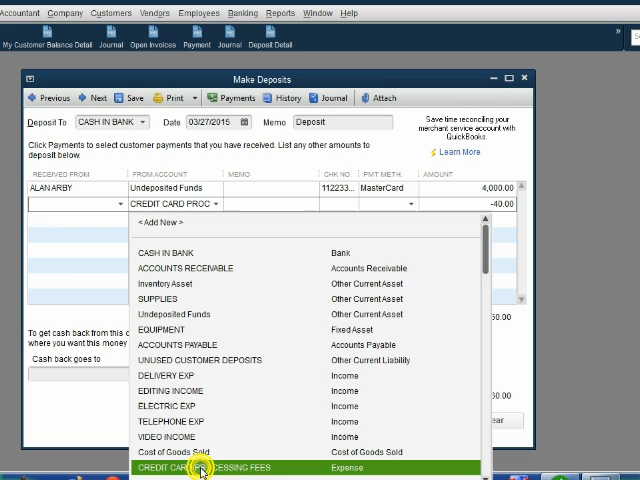 Accountant Company Customers Vendors Employees Banking Reports Window Help
»
My Customer Balance Detail Journal Open Invoices Payment Journal Deposit Detail
Make Deposits
Previous Next Save Print Payments History Journal Attach
Deposit To CASH IN BANK Date 03/27/2015 Memo Deposit
Save time reconciling your
merchant service account with
QuickBooks.
Learn More
Click Payments to select customer payments that you have received. List any other amounts to
deposit below.
RECEIVED FROM FROM ACCOUNT MEMO CHK NO. PMT METH. AMOUNT
ALAN ARBY Undeposited Funds 112233... MasterCard 4,000.00
CREDIT CARD PROC -40.00
< Add New >
CASH IN BANK Bank
ACCOUNTS RECEIVABLE Accounts Receivable
Inventory Asset Other Current Asset
SUPPLIES Other Current Asset
Undeposited Funds Other Current Asset
EQUIPMENT Fixed Asset
ACCOUNTS PAYABLE Accounts Payable
UNUSED CUSTOMER DEPOSITS Other Current Liability
DELIVERY EXP Income
EDITING INCOME Income
ELECTRIC EXP Income
TELEPHONE EXP Income
VIDEO INCOME Income
Cost of Goods Sold Cost of Goods Sold
CREDIT CARD PROCESSING FEES Expense
60.00
To get cash back from this d
where you want this money
Cash back goes to
60.00
ear